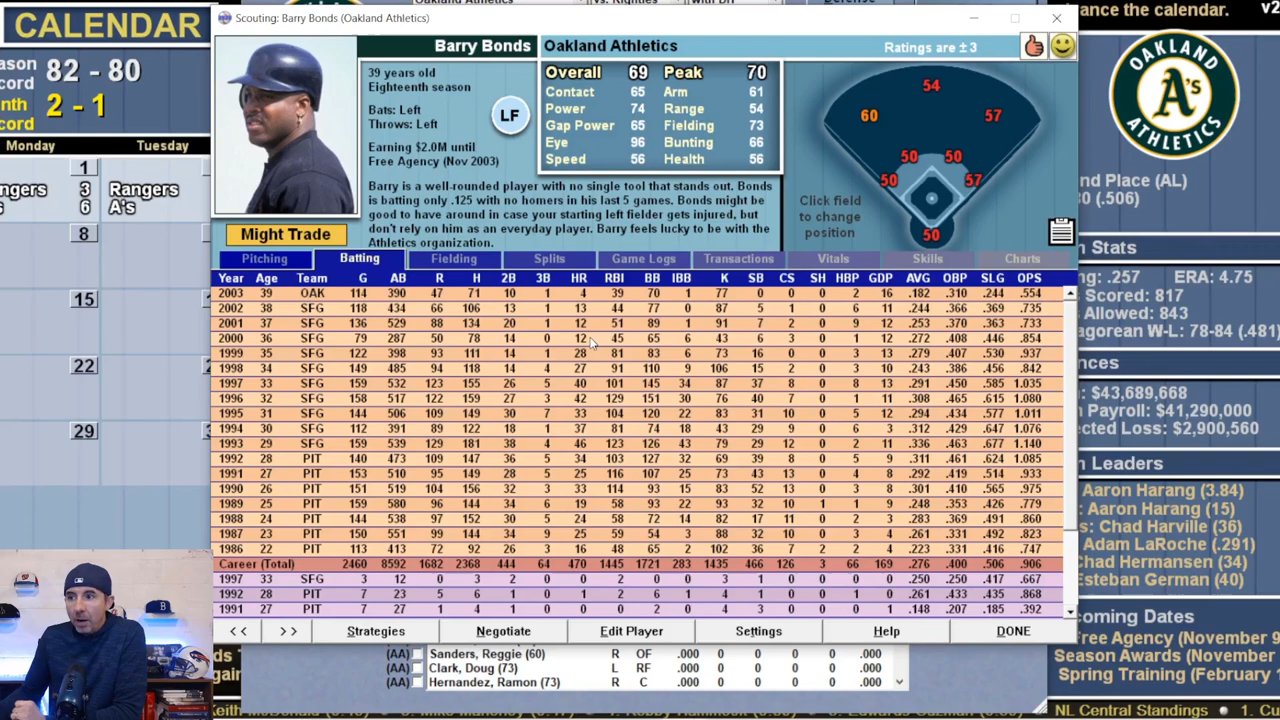 CALENDAR
Scouting: Barry Bonds (Oakland Athletics)
ance the calendar.
v2
ason
cord
82 - 80
nth
cord
2 - 1
Monday
Tuesday
1
ngers 3
6
Rangers
A's
8
15
22
29
Barry Bonds
39 years old
Eighteenth season
Bats: Left
Throws: Left
LF
Earning $2.0M until
Free Agency (Nov 2003)
Oakland Athletics
Ratings are ± 3
Overall 69 Peak 70
Contact 65 Arm 61
Power 74 Range 54
Gap Power 65 Fielding 73
Eye 96 Bunting 66
Speed 56 Health 56
Barry is a well-rounded player with no single tool that stands out. Bonds
is batting only .125 with no homers in his last 5 games. Bonds might be
good to have around in case your starting left fielder gets injured, but
don't rely on him as an everyday player. Barry feels lucky to be with the
Athletics organization.
Might Trade
54
60 57
50 50
50 57
50
Click field
to change
position
OAKLAND
A's
ATHLETICS
Pitching Batting Fielding Splits Game Logs Transactions Vitals Skills Charts
Year Age Team G AB R H 2B 3B HR RBI BB IBB K SB CS SH HBP GDP AVG OBP SLG OPS
2003 39 OAK 114 390 47 71 10 1 4 39 70 1 77 0 0 0 2 16 .182 .310 .244 .554
2002 38 SFG 118 434 66 106 13 1 13 44 77 0 87 5 1 0 6 11 .244 .366 .369 .735
2001 37 SFG 136 529 88 134 20 1 12 51 89 1 91 7 2 0 9 12 .253 .370 .363 .733
2000 36 SFG 79 287 50 78 14 0 12 45 65 6 43 6 3 0 1 12 .272 .408 .446 .854
1999 35 SFG 122 398 93 111 14 1 28 81 83 6 73 16 0 0 3 13 .279 .407 .530 .937
1998 34 SFG 149 485 94 118 14 4 27 91 110 9 106 15 2 0 3 10 .243 .386 .456 .842
1997 33 SFG 159 532 123 155 26 5 40 101 145 34 87 37 8 0 8 13 .291 .450 .585 1.035
1996 32 SFG 158 517 122 159 27 3 42 129 151 30 76 40 7 0 1 11 .308 .465 .615 1.080
1995 31 SFG 144 506 109 149 30 7 33 104 120 22 83 31 10 0 5 12 .294 .434 .577 1.011
1994 30 SFG 112 391 89 122 18 1 37 81 74 18 43 29 9 0 6 3 .312 .429 .647 1.076
1993 29 SFG 159 539 129 181 38 4 46 123 126 43 79 29 12 0 2 11 .336 .463 .677 1.140
1992 28 PIT 140 473 109 147 36 5 34 103 127 32 69 39 8 0 5 9 .311 .461 .624 1.085
1991 27 PIT 153 510 95 149 28 5 25 116 107 25 73 43 13 0 4 8 .292 .419 .514 .933
1990 26 PIT 151 519 104 156 32 3 33 114 93 15 83 52 13 0 3 8 .301 .410 .565 .975
1989 25 PIT 159 580 96 144 34 6 19 58 93 22 93 32 10 1 1 9 .248 .353 .426 .779
1988 24 PIT 144 538 97 152 30 5 24 58 72 14 82 17 11 0 2 3 .283 .369 .491 .860
1987 23 PIT 150 551 99 144 34 9 25 59 54 3 88 32 10 0 3 4 .261 .331 .492 .823
1986 22 PIT 113 413 72 92 26 3 16 48 65 2 102 36 7 2 2 4 .223 .331 .416 .747
Career (Total) 2460 8592 1682 2368 444 64 470 1445 1721 283 1435 466 126 3 66 169 .276 .400 .506 .906
1997 33 SFG 3 12 0 3 2 0 0 2 0 0 3 1 0 0 0 0 .250 .250 .417 .667
1992 28 PIT 7 23 5 6 1 0 1 2 7 0 4 1 0 0 0 0 .261 .433 .435 .868
1991 27 PIT 7 27 1 4 1 0 0 0 2 0 4 3 0 0 0 1 .148 .207 .185 .392
<< >> Strategies Negotiate Edit Player Settings Help DONE
(AA) Sanders, Reggie (60) R OF .000 0 0 0 .000
(AA) Clark, Doug (73) L RF .000 0 0 0 .000
(AA) Hernandez, Ramon (73) R C .000 0 0 0 .000
Place (AL)
80 (.506)
m Stats
ng: .257 ERA: 4.75
Scored: 817
Allowed: 843
agorean W-L: 78-84 (.481)
nces
$43,689,668
Payroll: $41,290,000
cted Loss: $2,900,560
Leaders
Aaron Harang (3.84)
Aaron Harang (15)
s: Chad Harville (36)
Adam LaRoche (.291)
Chad Hermansen (34)
Esteban German (40)
coming Dates
Free Agency (November 9
Season Awards (November
Spring Training (February 1
NL Central Standings
1. Cu